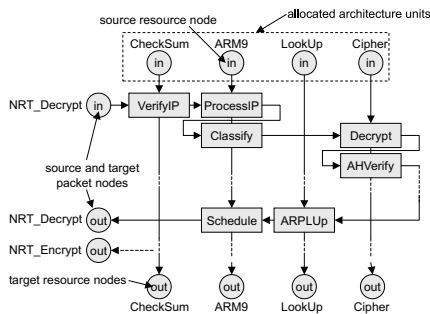 source resource node
allocated architecture units
CheckSum ARM9 LookUp Cipher
in in in in
NRT_Decrypt in VerifyIP ProcessIP
Classify Decrypt
AHVerify
source and target
packet nodes
NRT_Decrypt out Schedule ARPLUp
NRT_Encrypt out
target resource nodes
out out out out
CheckSum ARM9 LookUp Cipher